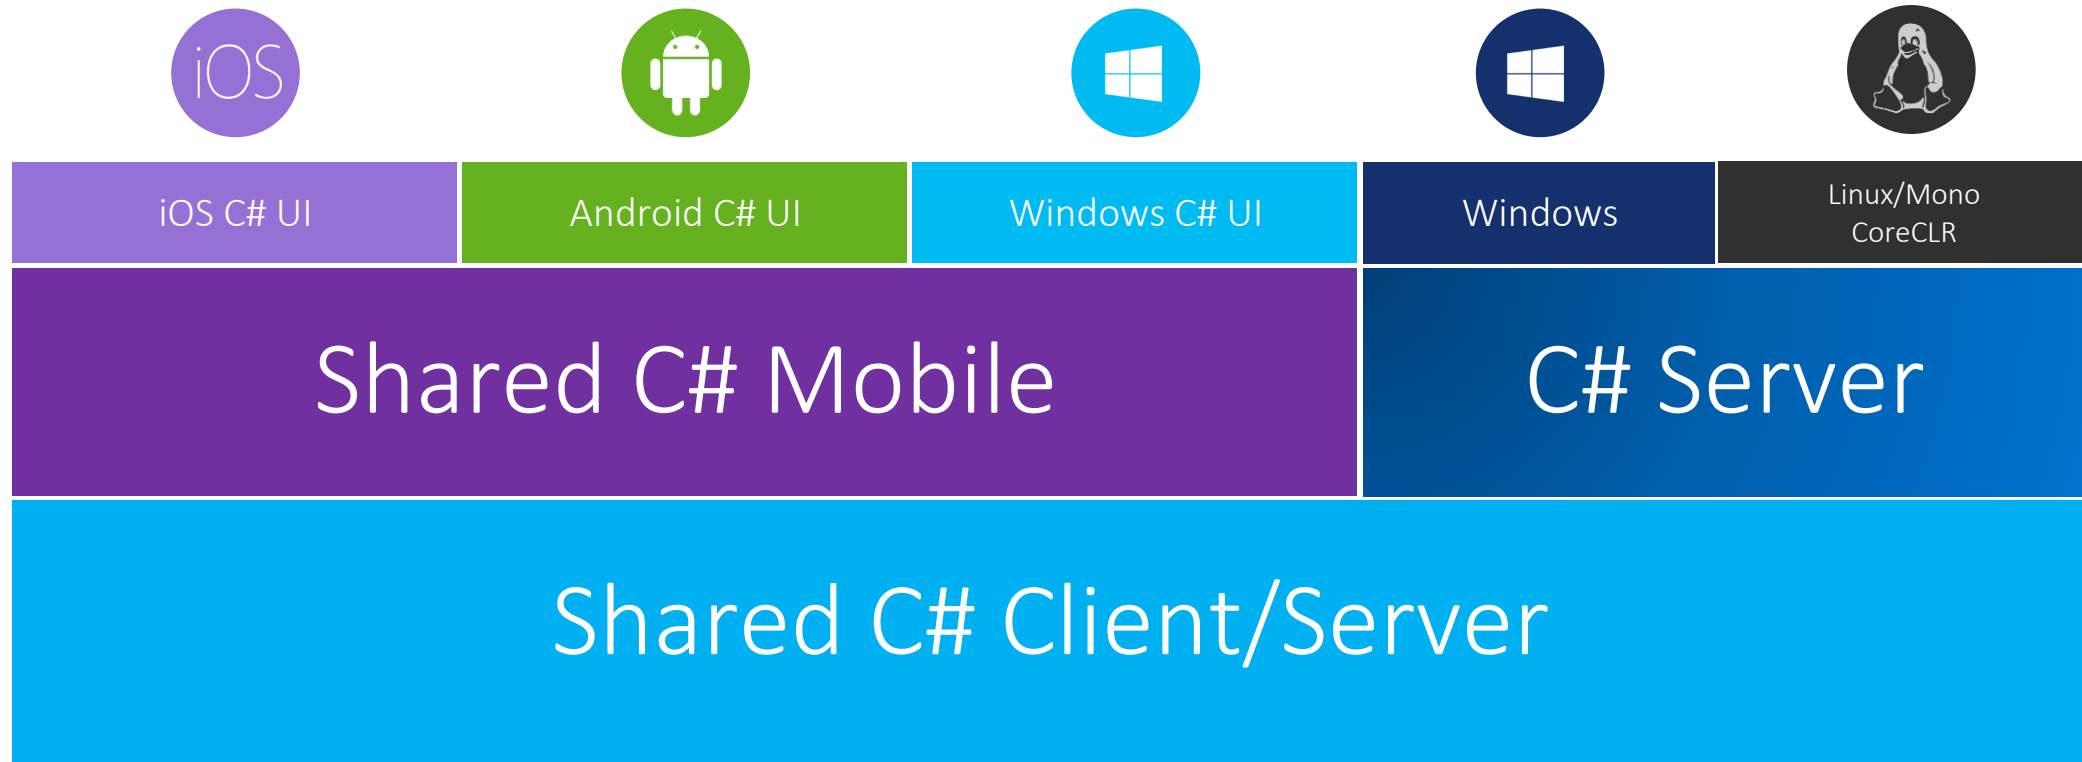 iOS
iOS C# UI
Android C# UI
Windows C# UI
Windows
Linux/Mono
CoreCLR
Shared C# Mobile
C# Server
Shared C# Client/Server